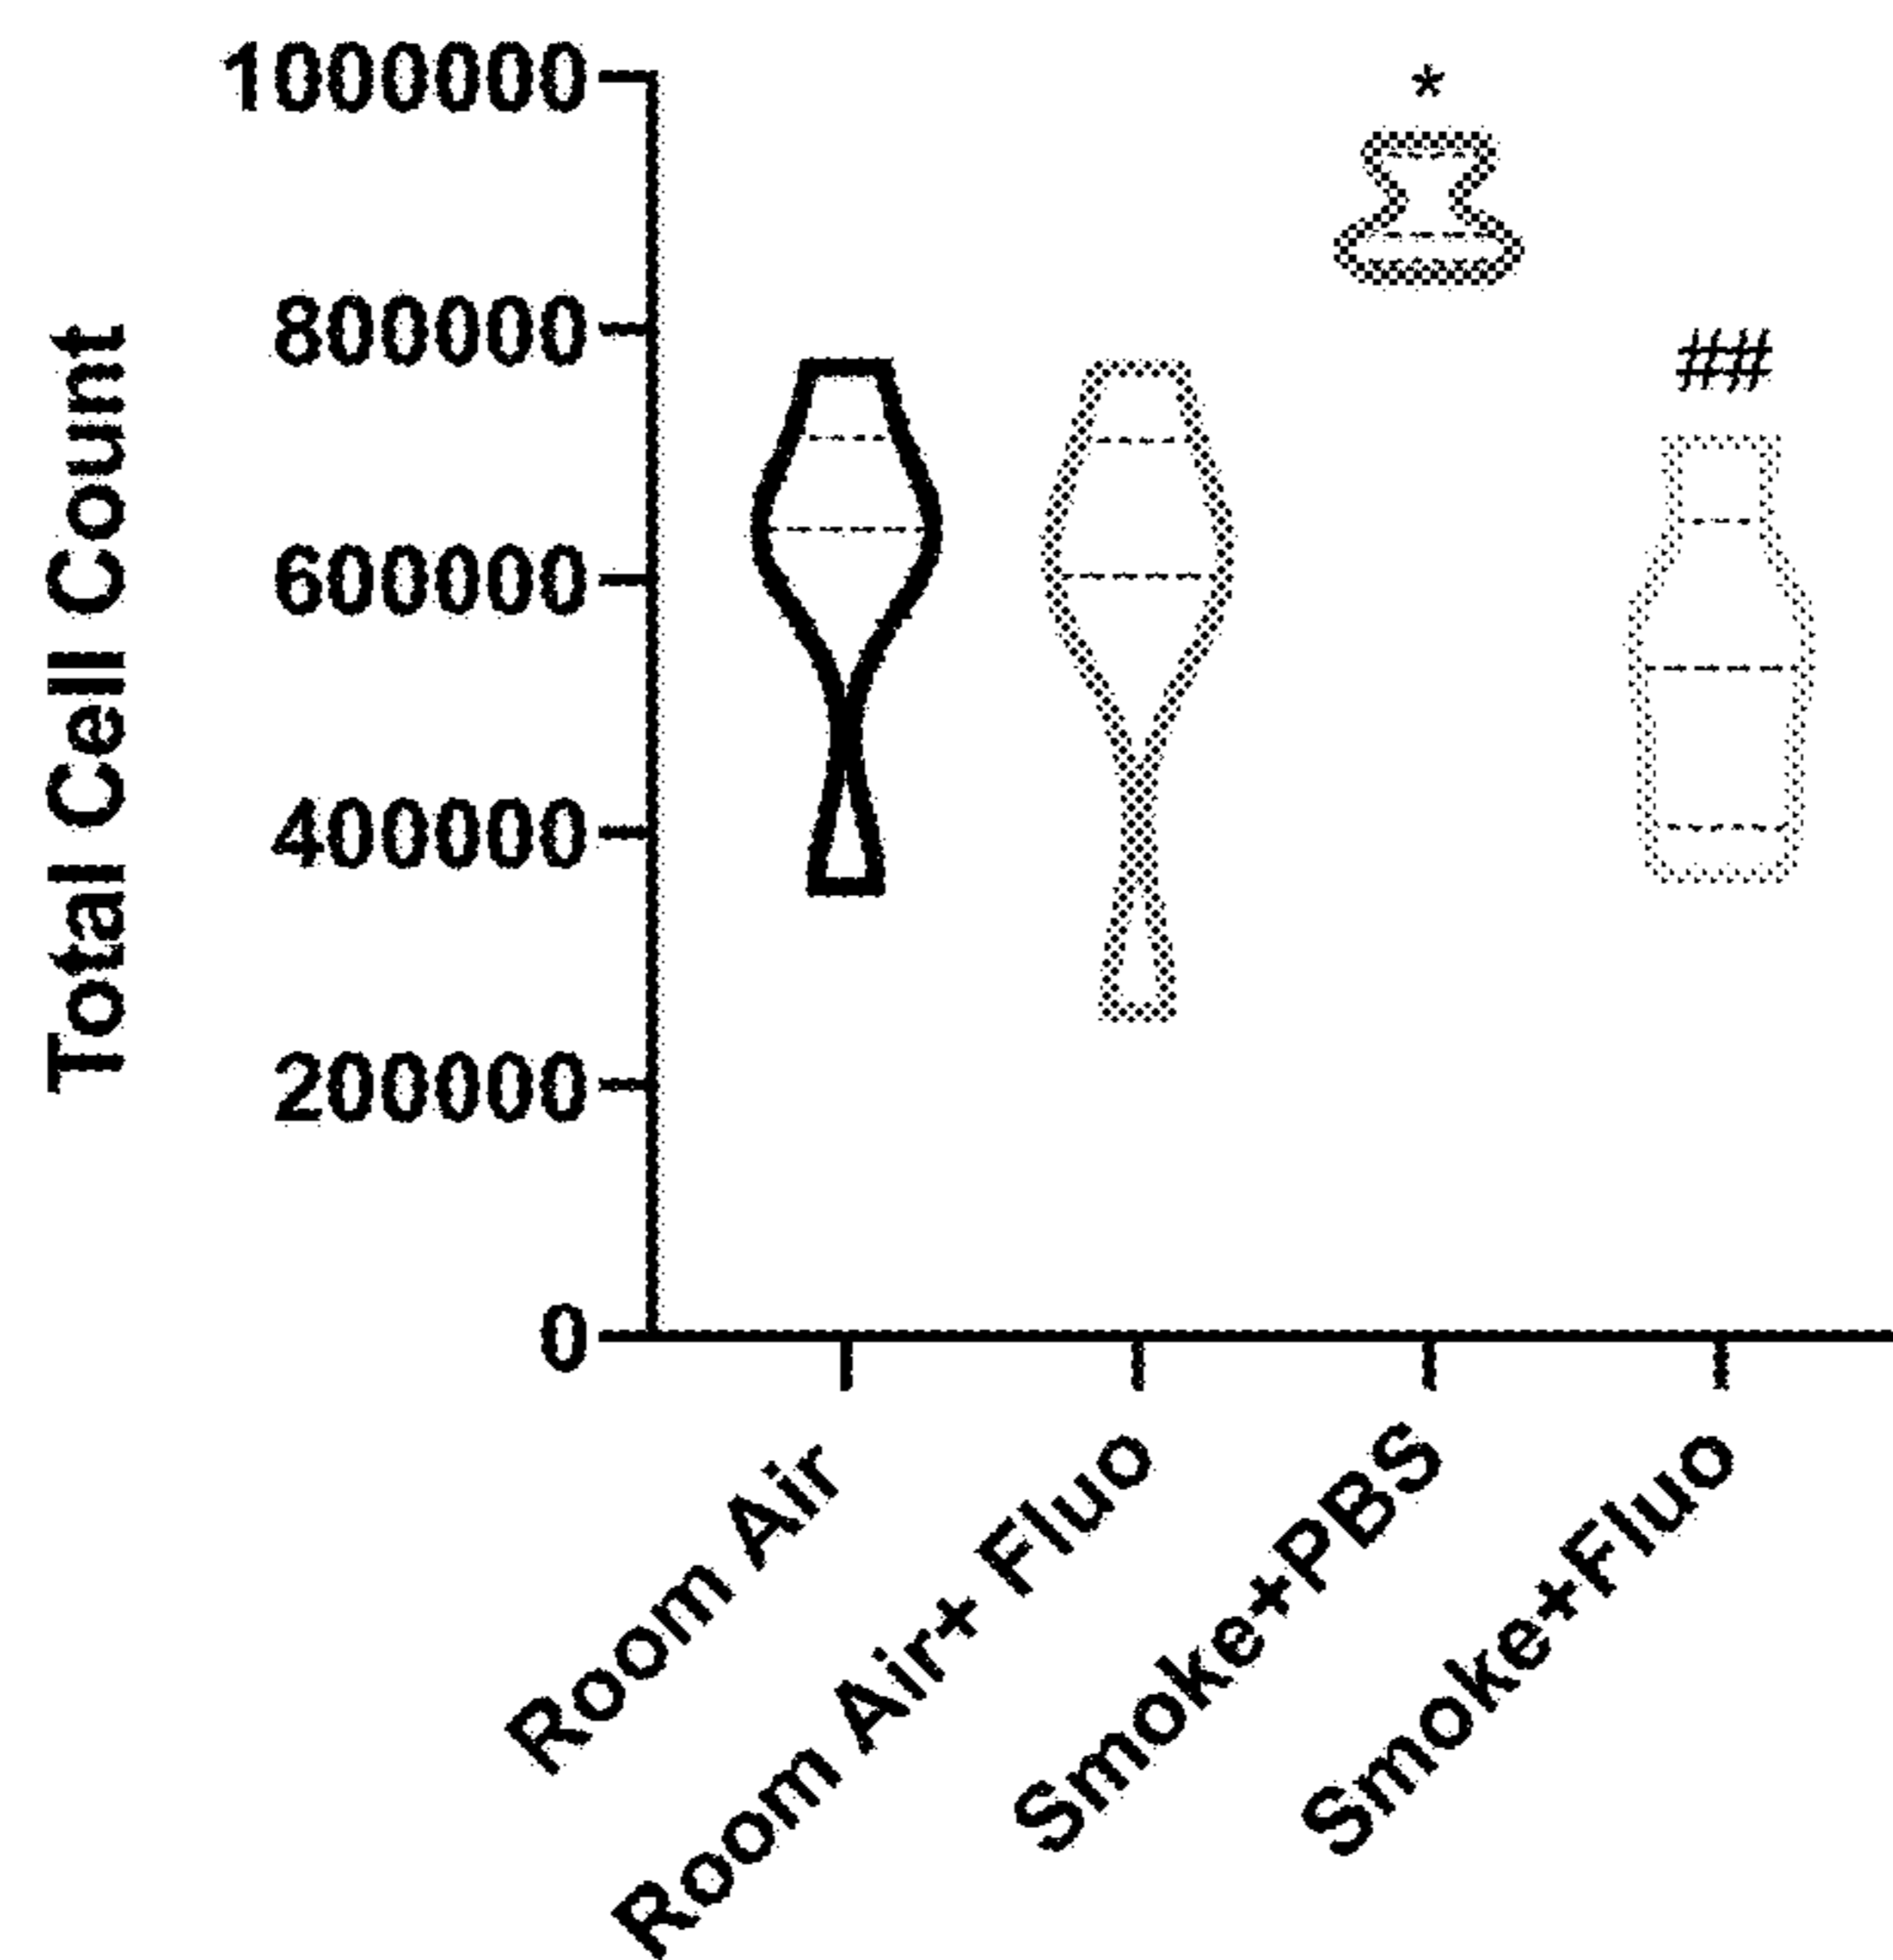 Total Cell Count
1000000
800000
600000
400000
200000
0
*
##
Room Air
Room Air+ Fluo
Smoke+PBS
Smoke+Fluo